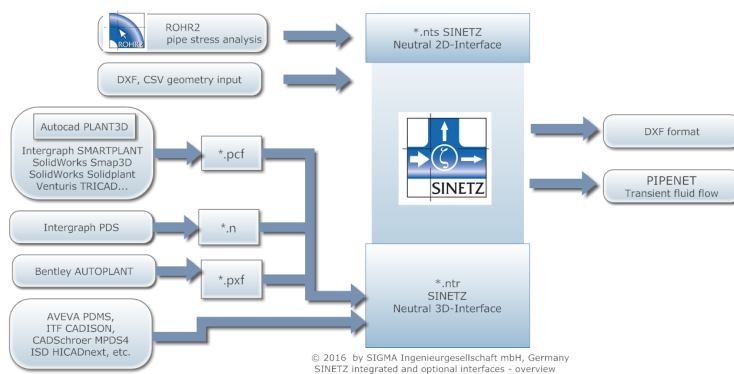 ROHR2
pipe stress analysis
ROHR2
*.nts SINETZ
Neutral 2D-Interface
DXF, CSV geometry input
Autocad PLANT3D
Intergraph SMARTPLANT
SolidWorks Smap3D
SolidWorks Solidplant
Venturis TRICAD...
*.pcf
SINETZ
DXF format
PIPENET
Transient fluid flow
Intergraph PDS
*.n
Bentley AUTOPLANT
*.pxf
*.ntr
SINETZ
Neutral 3D-Interface
AVEVA PDMS,
ITF CADISON,
CADSchroer MPDS4
ISD HICADnext, etc.
© 2016 by SIGMA Ingenieurgesellschaft mbH, Germany
SINETZ integrated and optional interfaces - overview